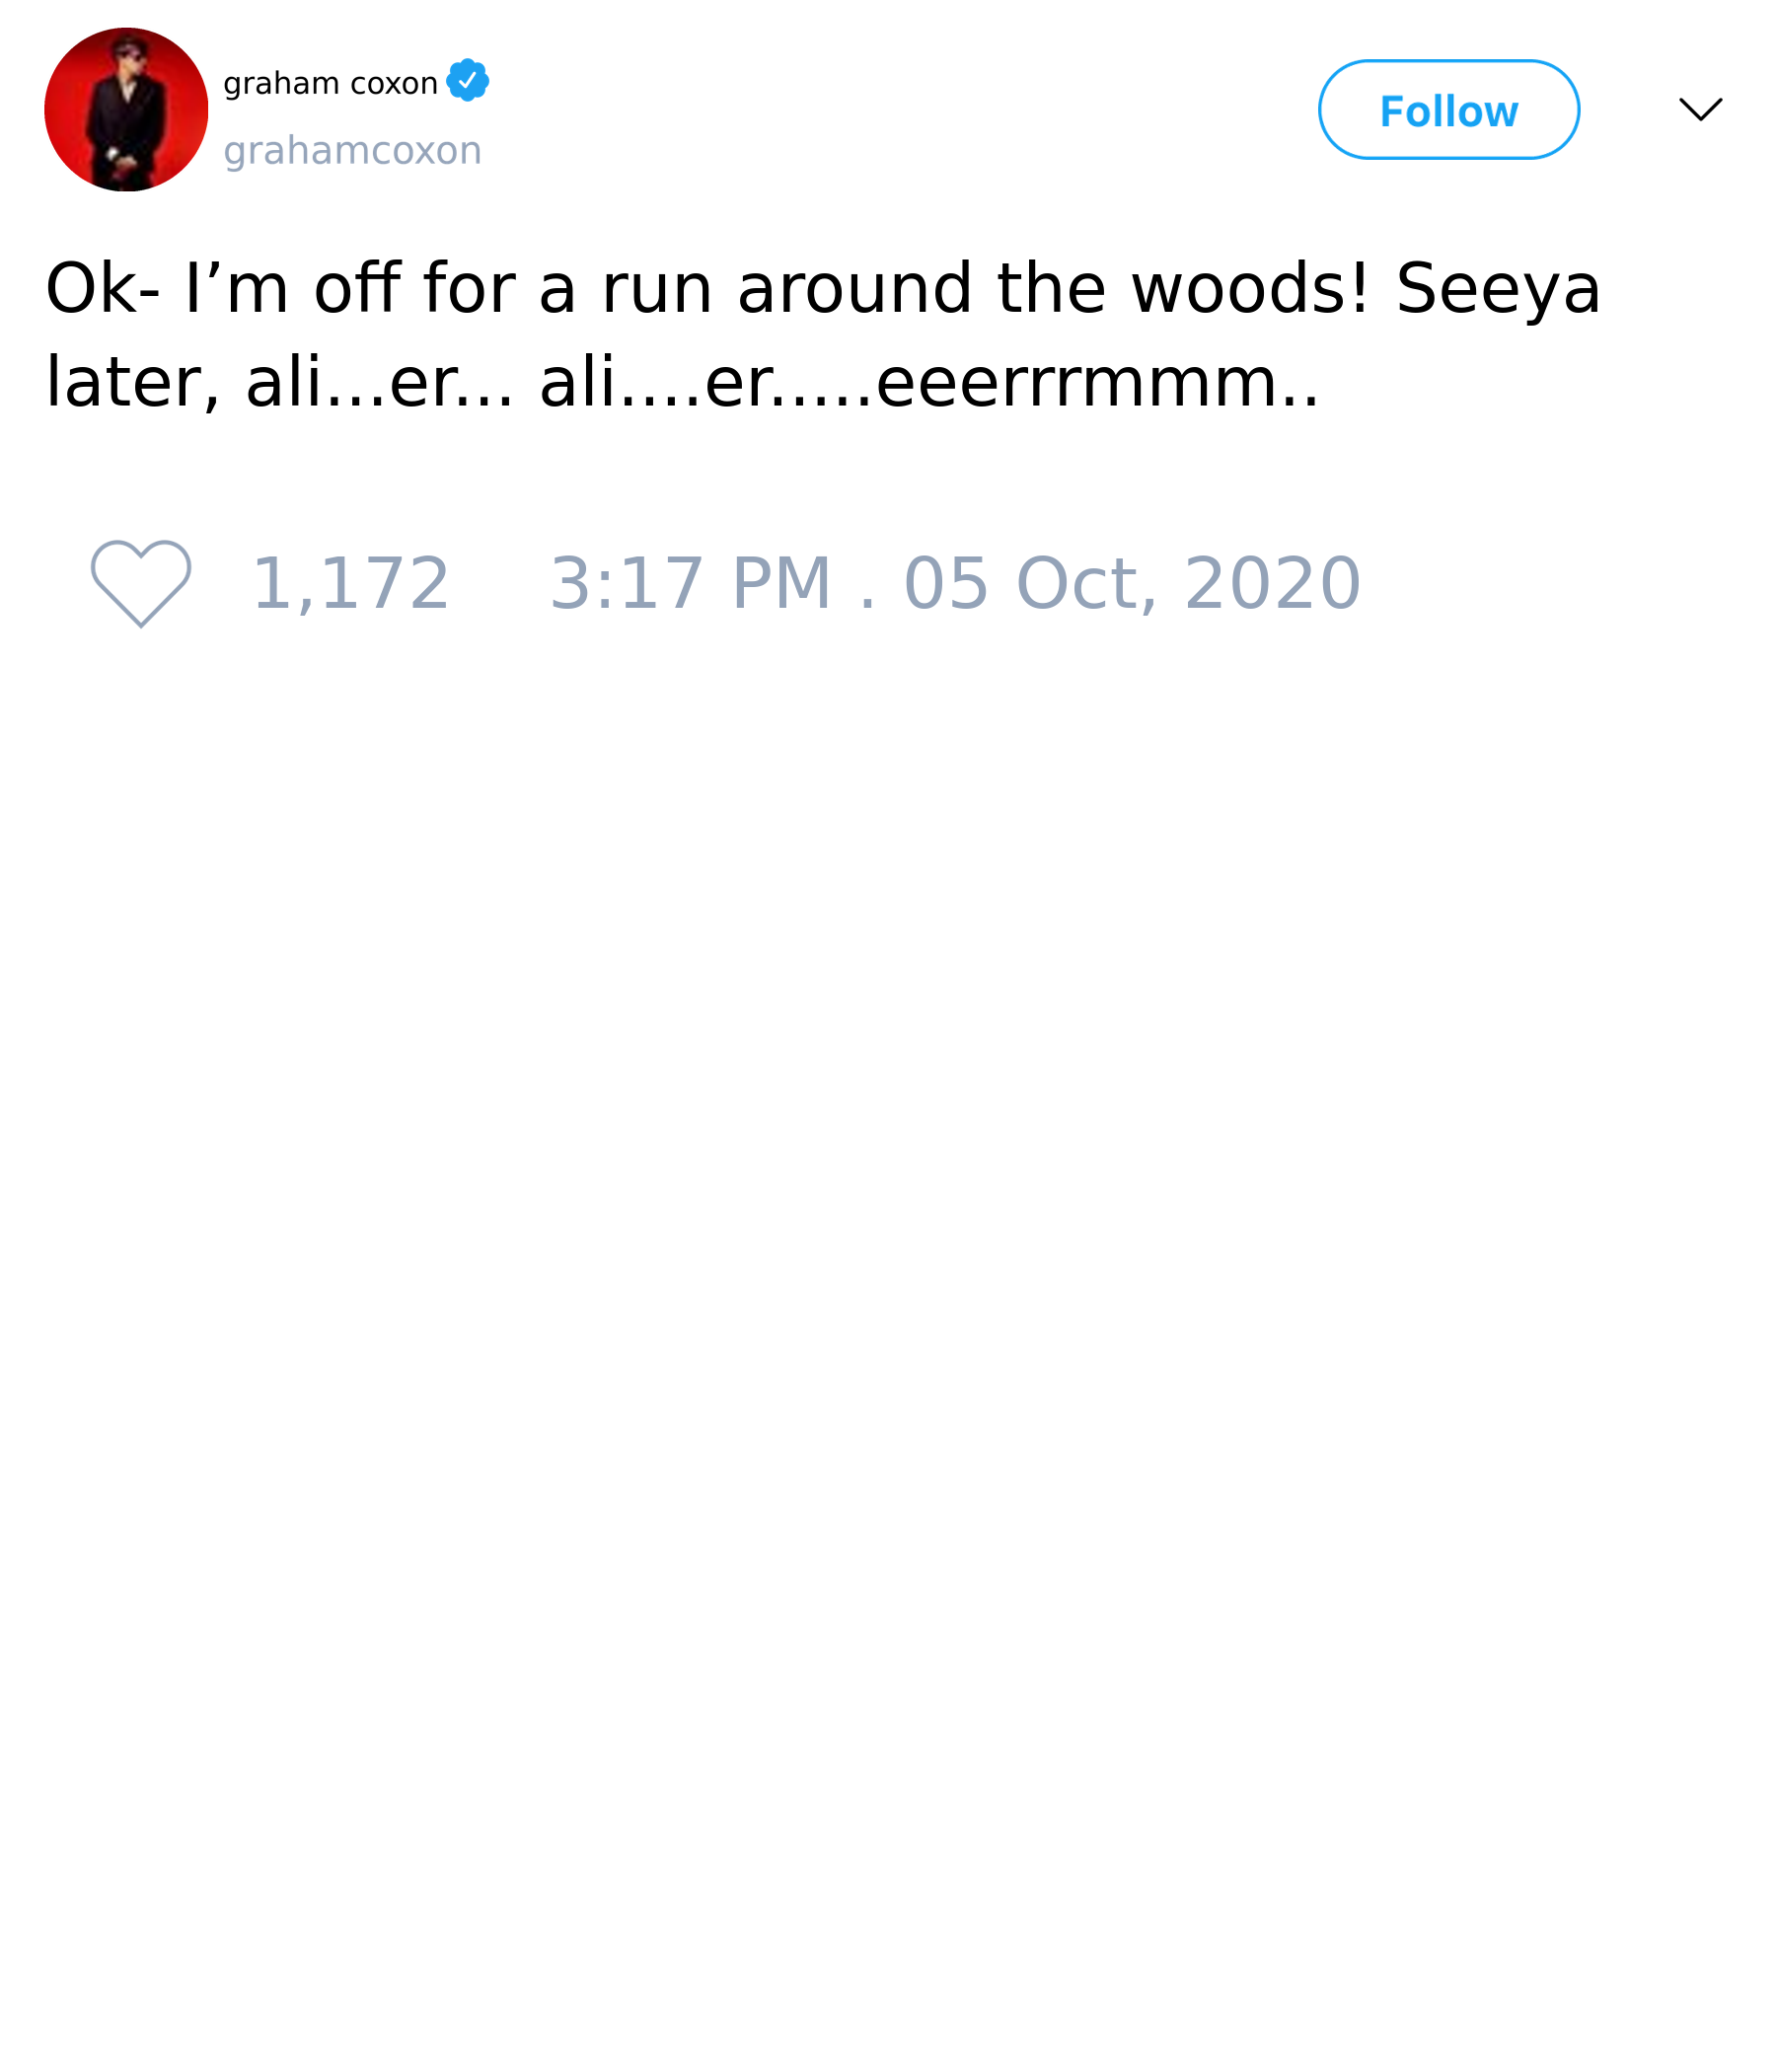 graham coxon
grahamcoxon
Follow
Ok- I’m off for a run around the woods! Seeya
later, ali...er... ali....er.....eeerrrmmm..
1,172 3:17 PM . 05 Oct, 2020